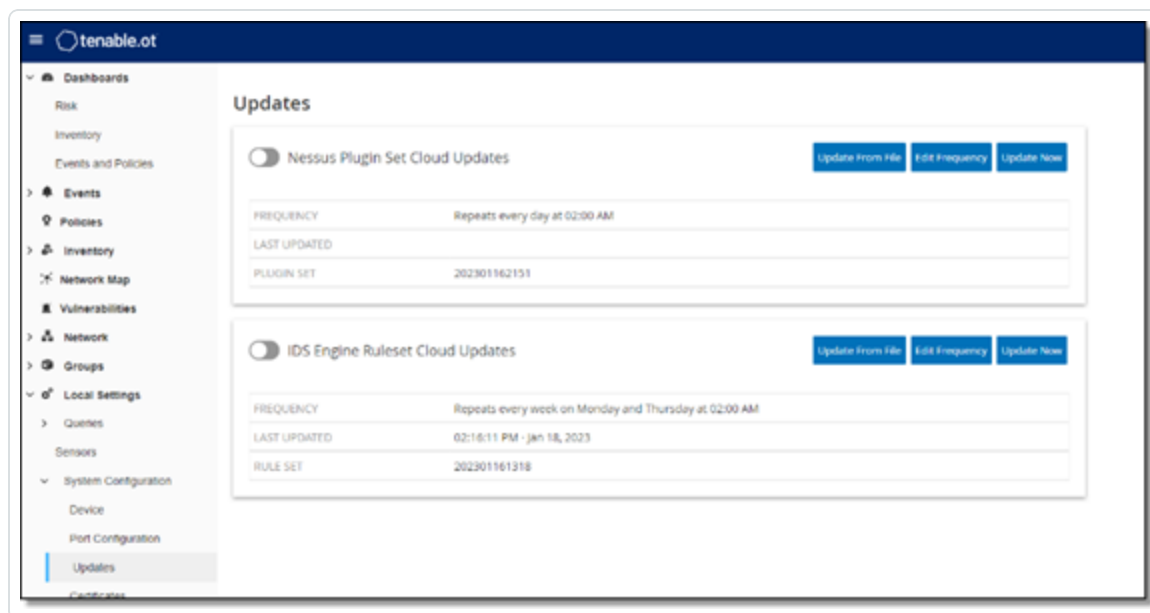 tenable.ot
Dashboards
Risk
Inventory
Events and Policies
Events
Policies
Inventory
Network Map
Vulnerabilities
Network
Groups
Local Settings
Queries
Sensors
System Configuration
Device
Port Configuration
Updates
Certificates
Updates
Nessus Plugin Set Cloud Updates
Update From File Edit Frequency Update Now
FREQUENCY Repeats every day at 02:00 AM
LAST UPDATED
PLUGIN SET 202301162151
IDS Engine Ruleset Cloud Updates
Update From File Edit Frequency Update Now
FREQUENCY Repeats every week on Monday and Thursday at 02:00 AM
LAST UPDATED 02:16:11 PM · Jan 18, 2023
RULE SET 202301161318